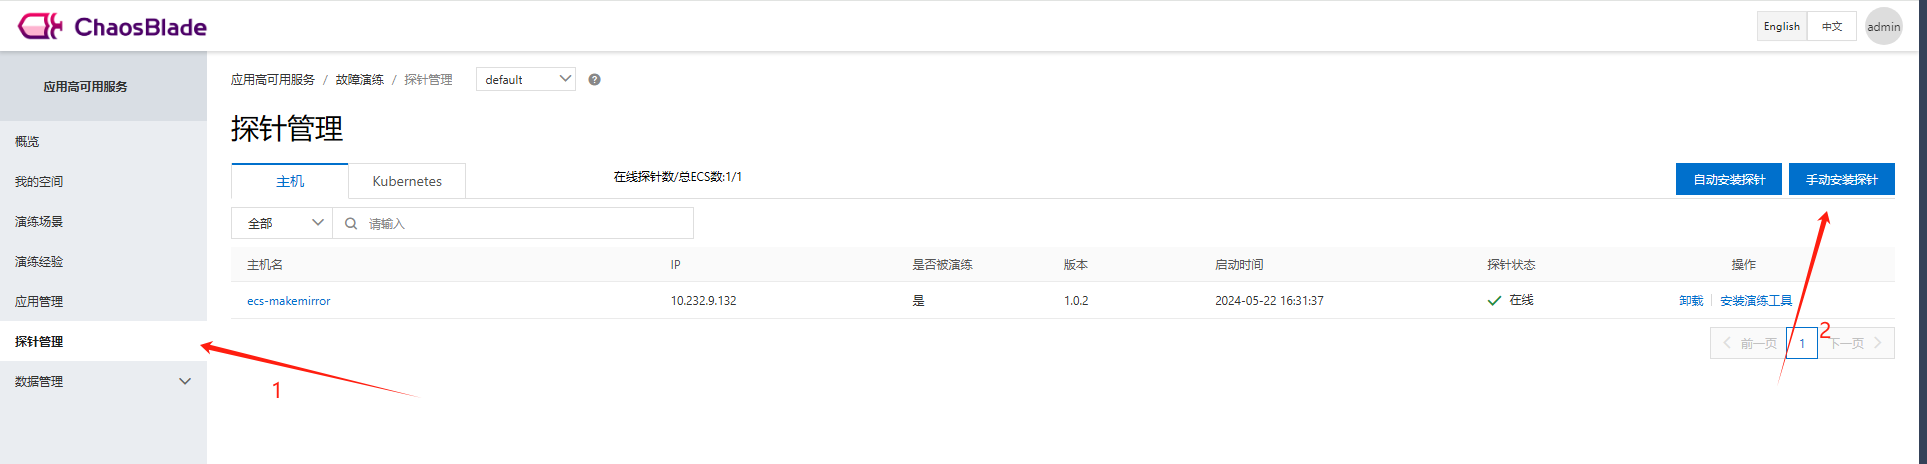 ChaosBlade
English 中文 admin
应用高可用服务
概览
我的空间
演练场景
演练经验
应用管理
探针管理
数据管理
应用高可用服务 / 故障演练 / 探针管理 default ?
探针管理
主机 Kubernetes 在线探针数/总ECS数:1/1 自动安装探针 手动安装探针
全部 请输入
主机名 IP 是否被演练 版本 启动时间 探针状态 操作
ecs-makemirror 10.232.9.132 是 1.0.2 2024-05-22 16:31:37 在线 卸载 安装演练工具
前一页 1 下一页
1
2